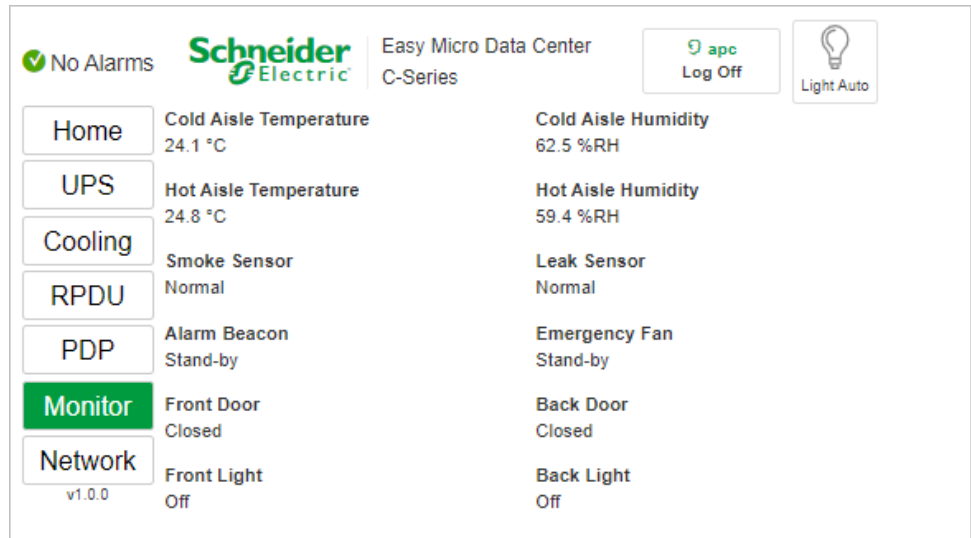 No Alarms
Schneider
Electric
Easy Micro Data Center
C-Series
apc
Log Off
Light Auto
Home
UPS
Cooling
RPDU
PDP
Monitor
Network
v1.0.0
Cold Aisle Temperature
24.1 °C
Cold Aisle Humidity
62.5 %RH
Hot Aisle Temperature
24.8 °C
Hot Aisle Humidity
59.4 %RH
Smoke Sensor
Normal
Leak Sensor
Normal
Alarm Beacon
Stand-by
Emergency Fan
Stand-by
Front Door
Closed
Back Door
Closed
Front Light
Off
Back Light
Off